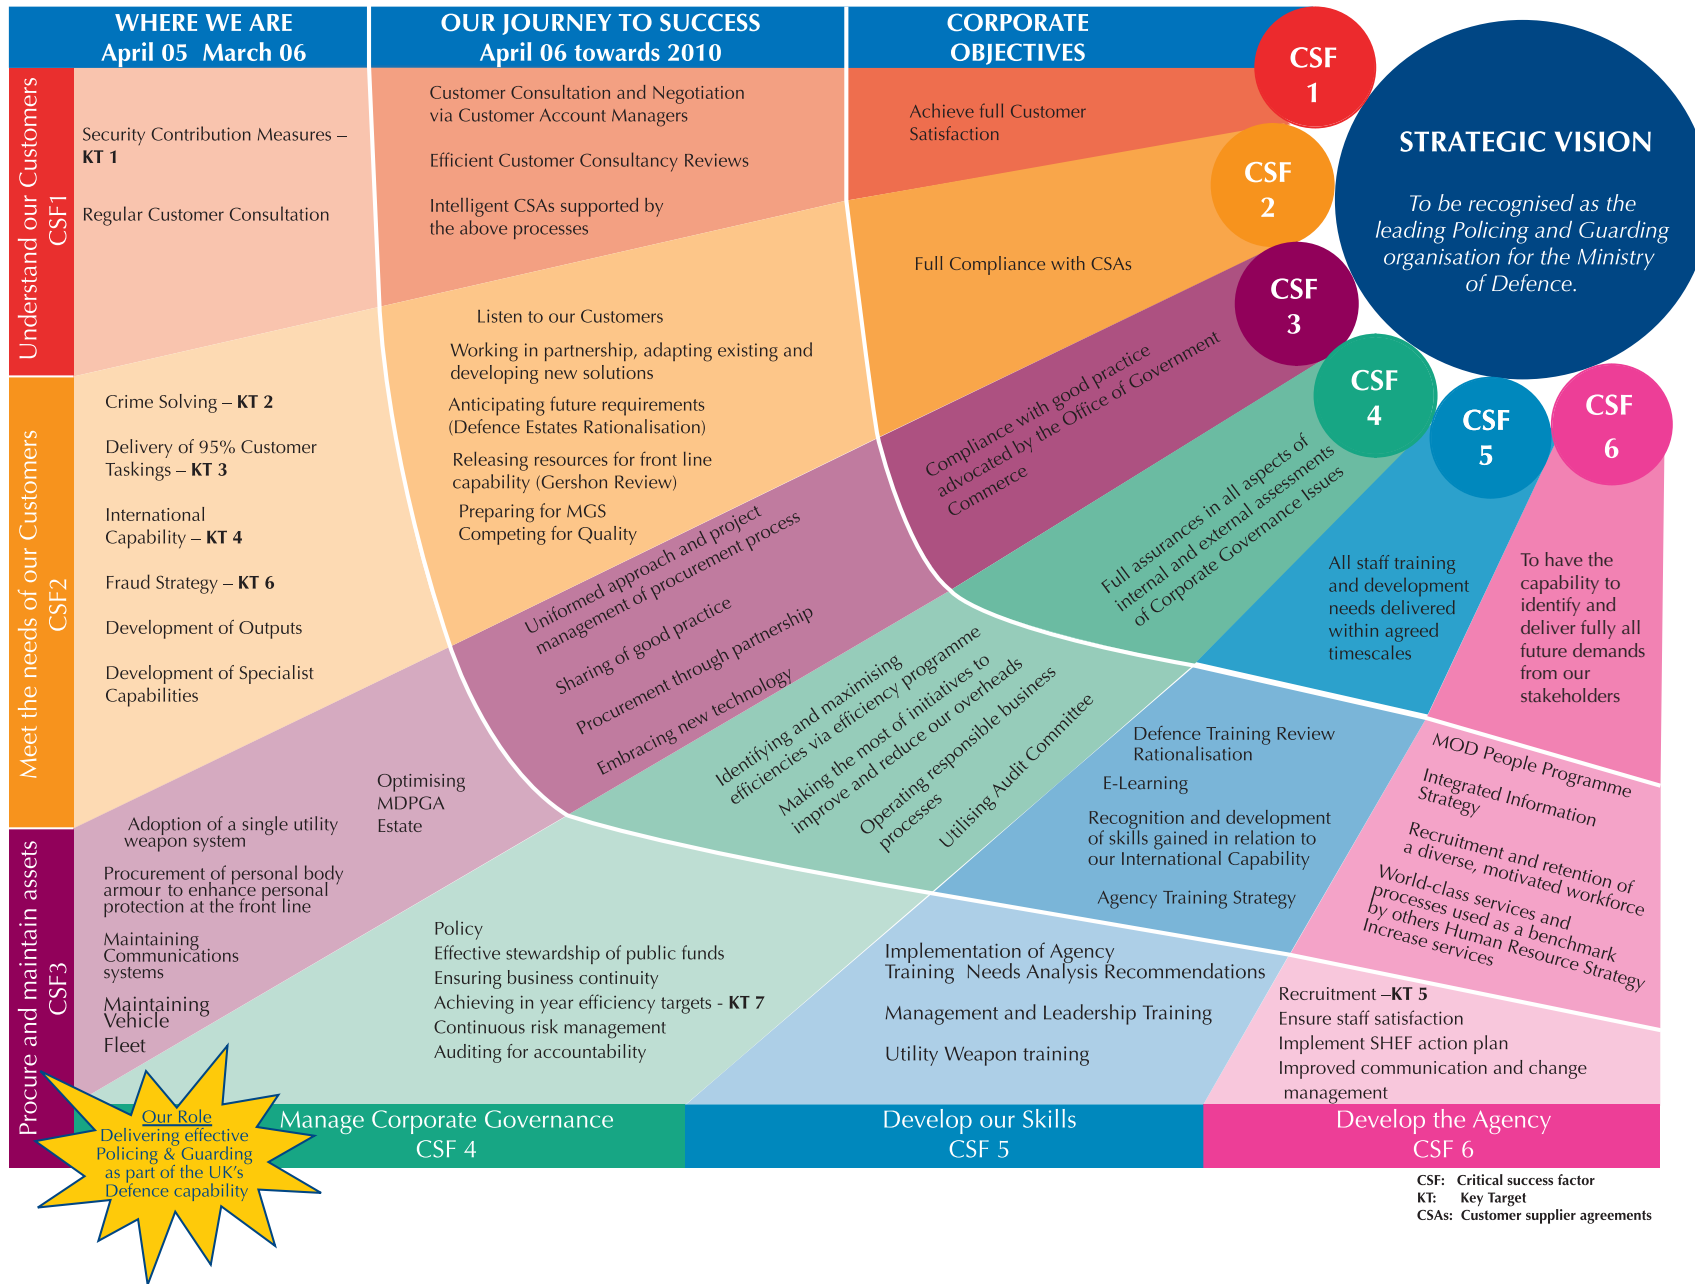 WHERE WE ARE
April 05  March 06
OUR JOURNEY TO SUCCESS
April 06 towards 2010
CORPORATE
OBJECTIVES
Understand our Customers
CSF1
Security Contribution Measures –
KT 1
Regular Customer Consultation
Customer Consultation and Negotiation
via Customer Account Managers
Efficient Customer Consultancy Reviews
Intelligent CSAs supported by
the above processes
Achieve full Customer
Satisfaction
CSF
1
CSF
2
CSF
3
CSF
4
CSF
5
CSF
6
STRATEGIC VISION
To be recognised as the
leading Policing and Guarding
organisation for the Ministry
of Defence.
Meet the needs of our Customers
CSF2
Crime Solving – KT 2
Delivery of 95% Customer
Taskings – KT 3
International
Capability – KT 4
Fraud Strategy – KT 6
Development of Outputs
Development of Specialist
Capabilities
Listen to our Customers
Working in partnership, adapting existing and
developing new solutions
Anticipating future requirements
(Defence Estates Rationalisation)
Releasing resources for front line
capability (Gershon Review)
Preparing for MGS
Competing for Quality
Full Compliance with CSAs
Procure and maintain assets
CSF3
Adoption of a single utility
weapon system
Procurement of personal body
armour to enhance personal
protection at the front line
Maintaining
Communications
systems
Maintaining
Vehicle
Fleet
Optimising
MDPGA
Estate
Uniformed approach and project
management of procurement process
Sharing of good practice
Procurement through partnership
Embracing new technology
Compliance with good practice
advocated by the Office of Government
Commerce
Policy
Effective stewardship of public funds
Ensuring business continuity
Achieving in year efficiency targets - KT 7
Continuous risk management
Auditing for accountability
Identifying and maximising
efficiencies via efficiency programme
Making the most of initiatives to
improve and reduce our overheads
Operating responsible business
processes
Utilising Audit Committee
Full assurances in all aspects of
internal and external assessments
of Corporate Governance Issues
Implementation of Agency
Training  Needs Analysis Recommendations
Management and Leadership Training
Utility Weapon training
Defence Training Review
Rationalisation
E-Learning
Recognition and development
of skills gained in relation to
our International Capability
Agency Training Strategy
All staff training
and development
needs delivered
within agreed
timescales
Recruitment –KT 5
Ensure staff satisfaction
Implement SHEF action plan
Improved communication and change
management
MOD People Programme
Integrated Information
Strategy
Recruitment and retention of
a diverse, motivated workforce
World-class services and
processes used as a benchmark
by others Human Resource Strategy
Increase services
To have the
capability to
identify and
deliver fully all
future demands
from our
stakeholders
Our Role
Delivering effective
Policing & Guarding
as part of the UK's
Defence capability
Manage Corporate Governance
CSF 4
Develop our Skills
CSF 5
Develop the Agency
CSF 6
CSF:  Critical success factor
KT:  Key Target
CSAs:  Customer supplier agreements